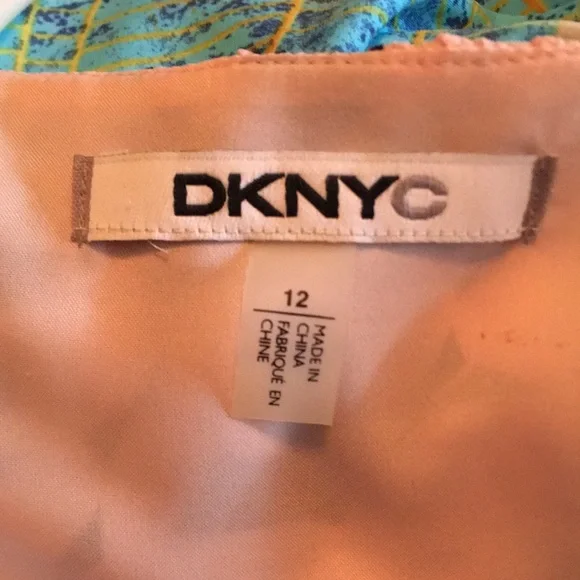 DKNYC
12
MADE IN
CHINA
FABRIQUÉ EN
CHINE